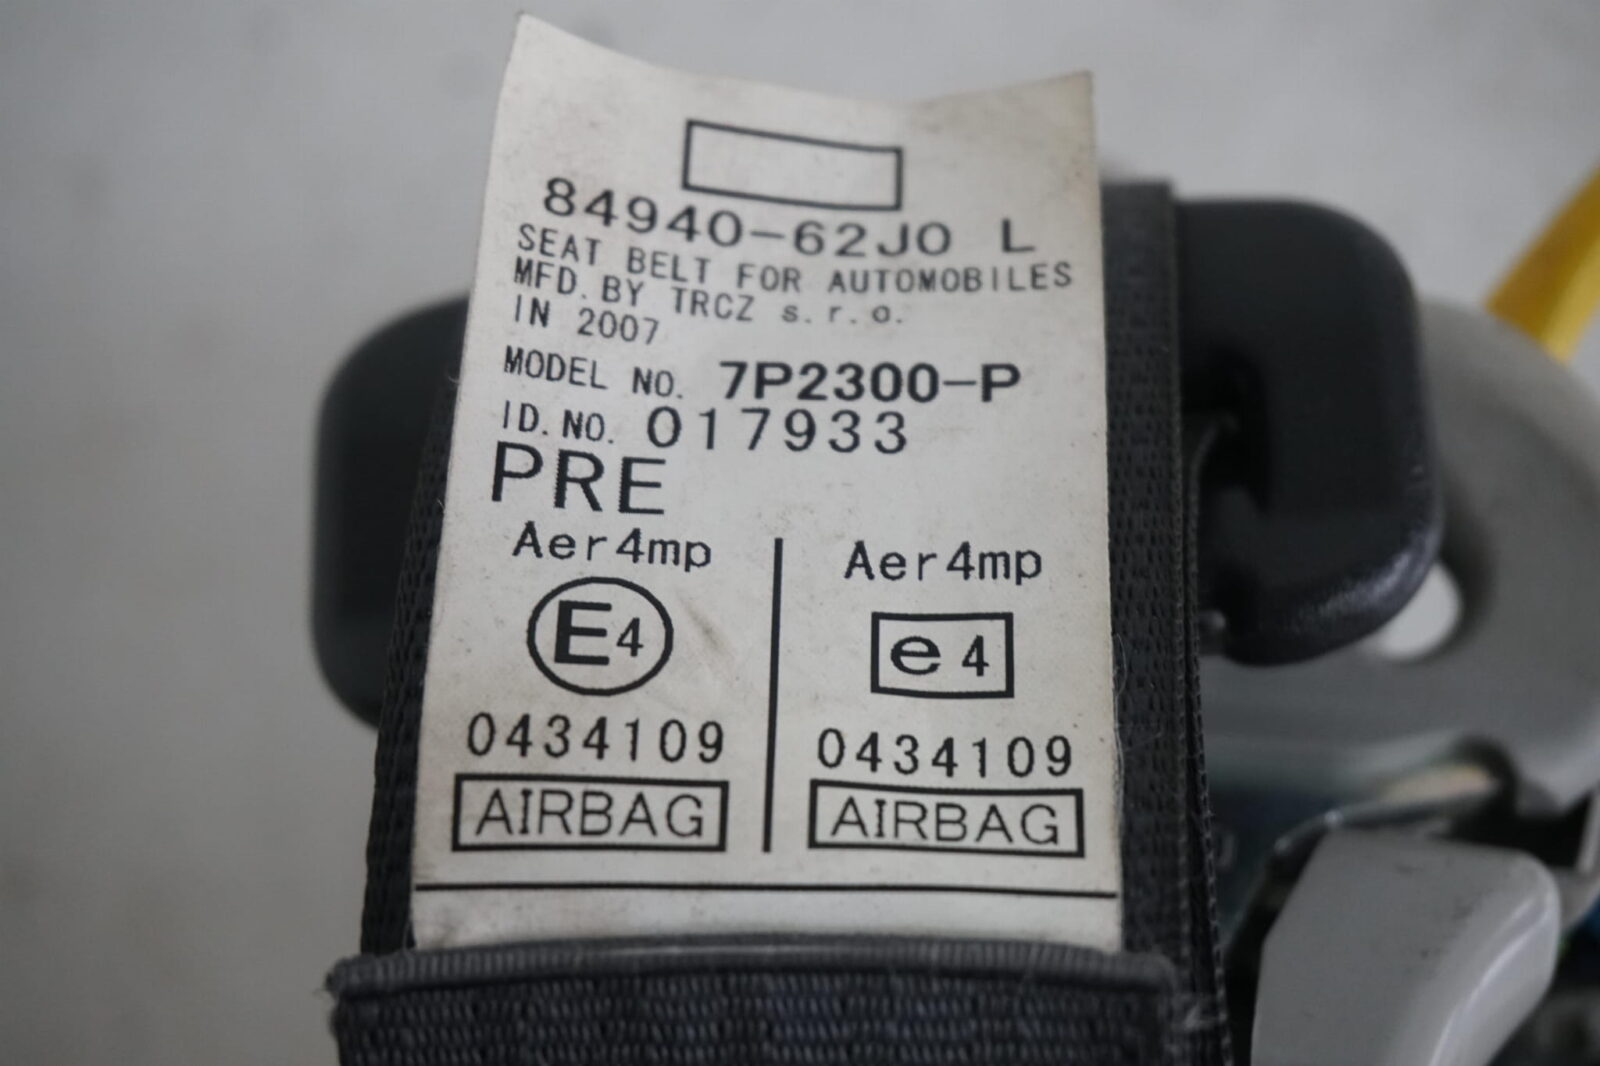 84940-62J0 L
SEAT BELT FOR AUTOMOBILES
MFD. BY TRCZ s.r.o.
IN 2007
MODEL NO. 7P2300-P
ID. NO. 017933
PRE
Aer4mp Aer4mp
E4 e4
0434109 0434109
AIRBAG AIRBAG